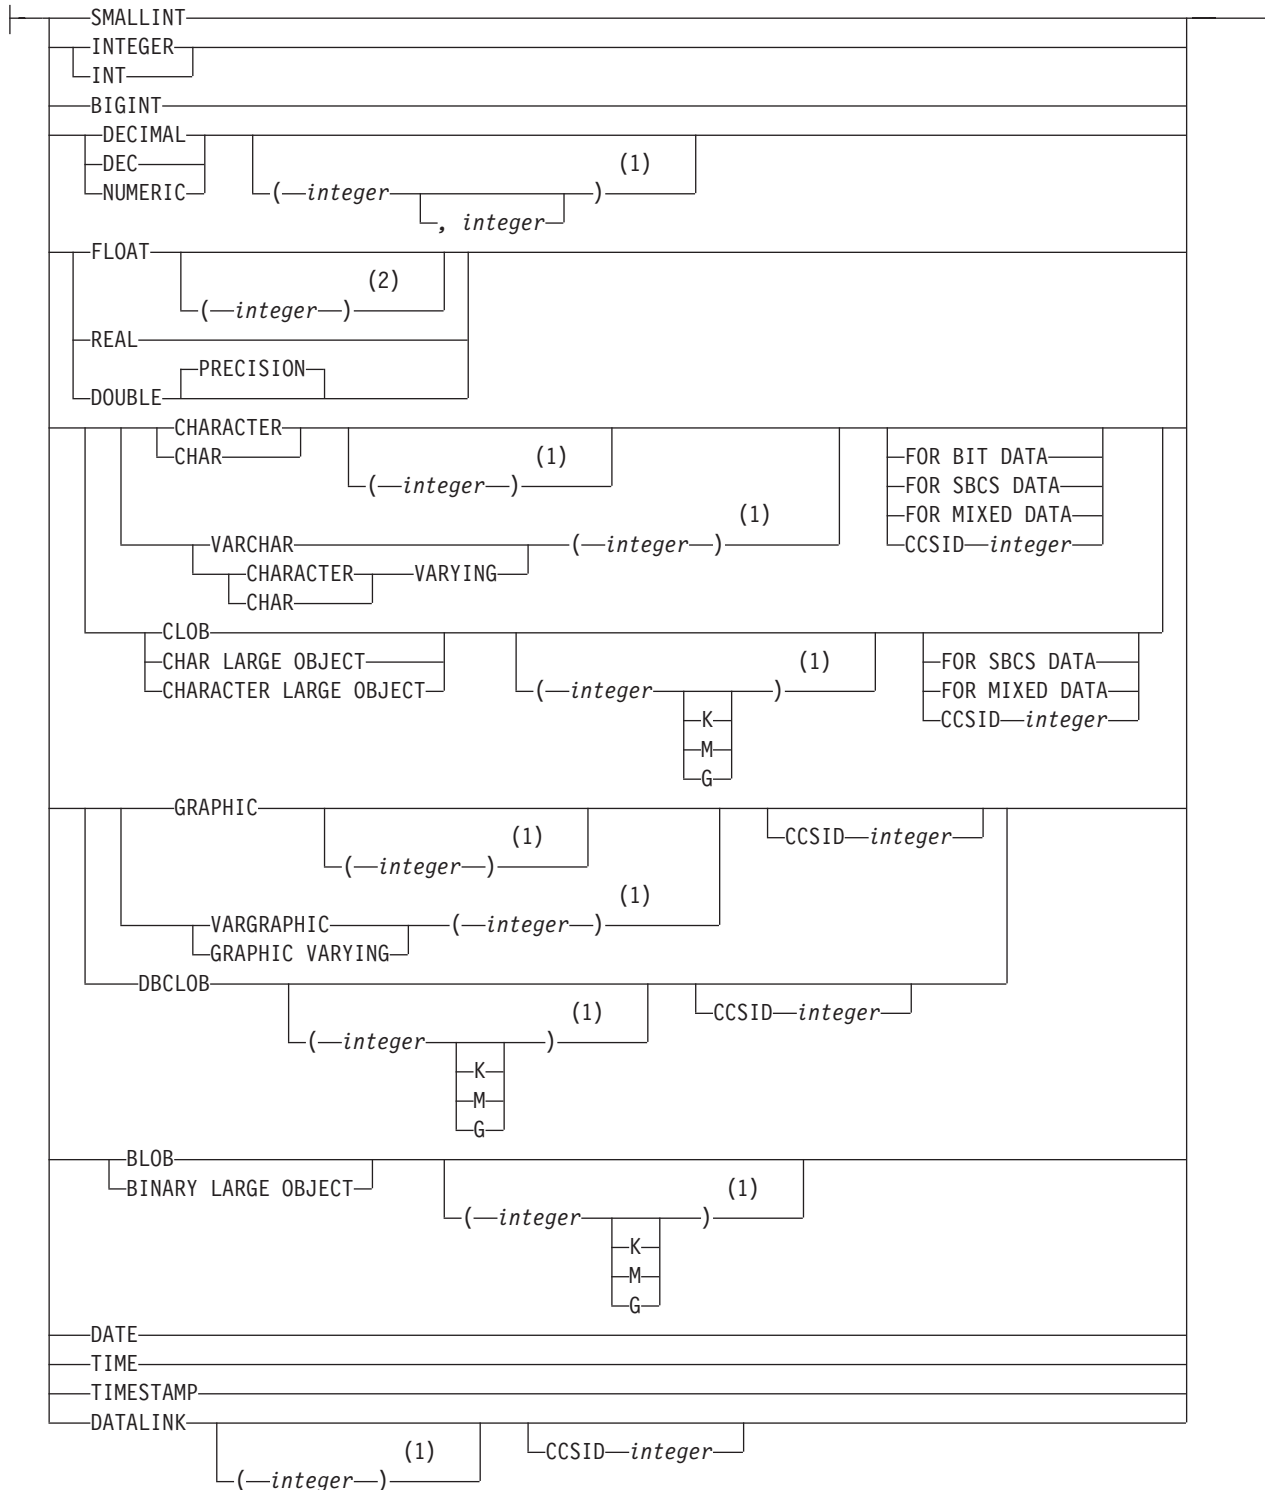 SMALLINT
INTEGER
INT
BIGINT
DECIMAL
(1)
DEC
NUMERIC ( integer )
, integer
FLOAT
(2)
( integer )
REAL
PRECISION
DOUBLE
CHARACTER
CHAR (1) FOR BIT DATA
( integer ) FOR SBCS DATA
(1) FOR MIXED DATA
VARCHAR ( integer ) CCSID integer
CHARACTER VARYING
CHAR
CLOB
CHAR LARGE OBJECT (1) FOR SBCS DATA
CHARACTER LARGE OBJECT ( integer ) FOR MIXED DATA
K CCSID integer
M
G
GRAPHIC
(1) CCSID integer
( integer )
(1)
VARGRAPHIC ( integer )
GRAPHIC VARYING
DBCLOB
(1) CCSID integer
( integer )
K
M
G
BLOB
BINARY LARGE OBJECT (1)
( integer )
K
M
G
DATE
TIME
TIMESTAMP
DATALINK
(1) CCSID integer
( integer )